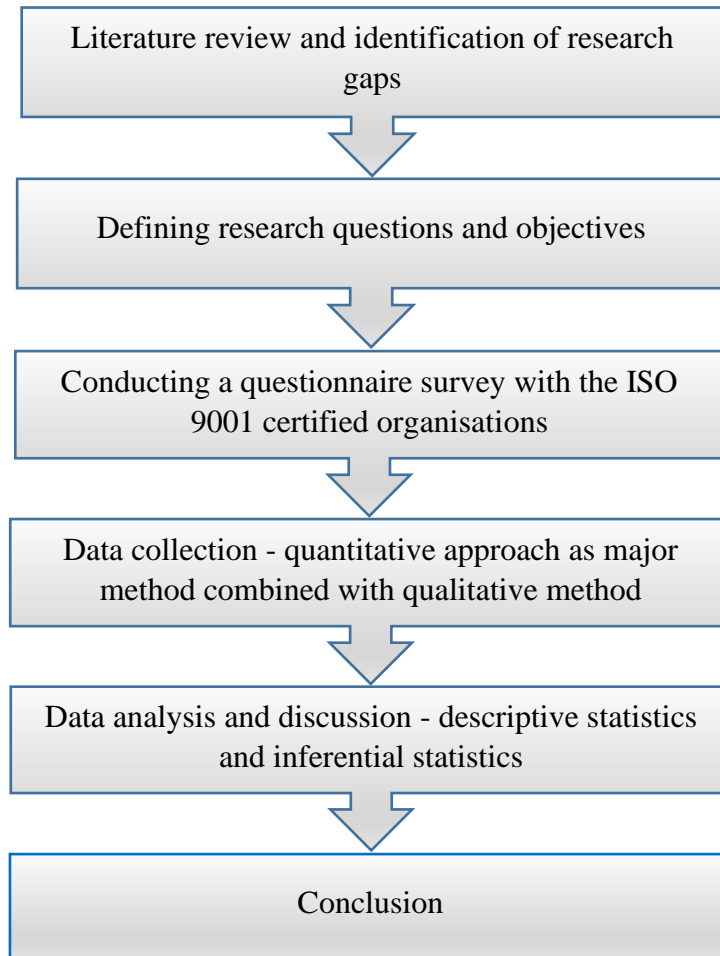 Literature review and identification of research
gaps
Defining research questions and objectives
Conducting a questionnaire survey with the ISO
9001 certified organisations
Data collection - quantitative approach as major
method combined with qualitative method
Data analysis and discussion - descriptive statistics
and inferential statistics
Conclusion